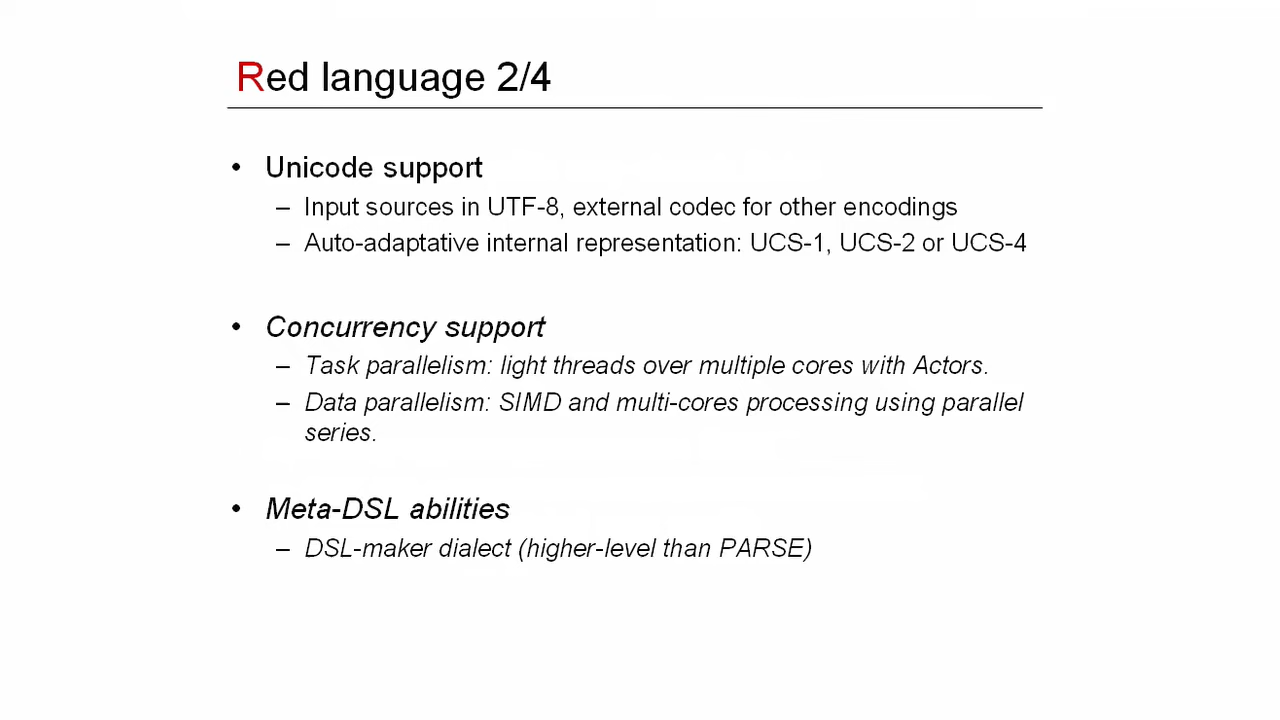 Red language 2/4
• Unicode support
– Input sources in UTF-8, external codec for other encodings
– Auto-adaptative internal representation: UCS-1, UCS-2 or UCS-4
• Concurrency support
– Task parallelism: light threads over multiple cores with Actors.
– Data parallelism: SIMD and multi-cores processing using parallel
series.
• Meta-DSL abilities
– DSL-maker dialect (higher-level than PARSE)